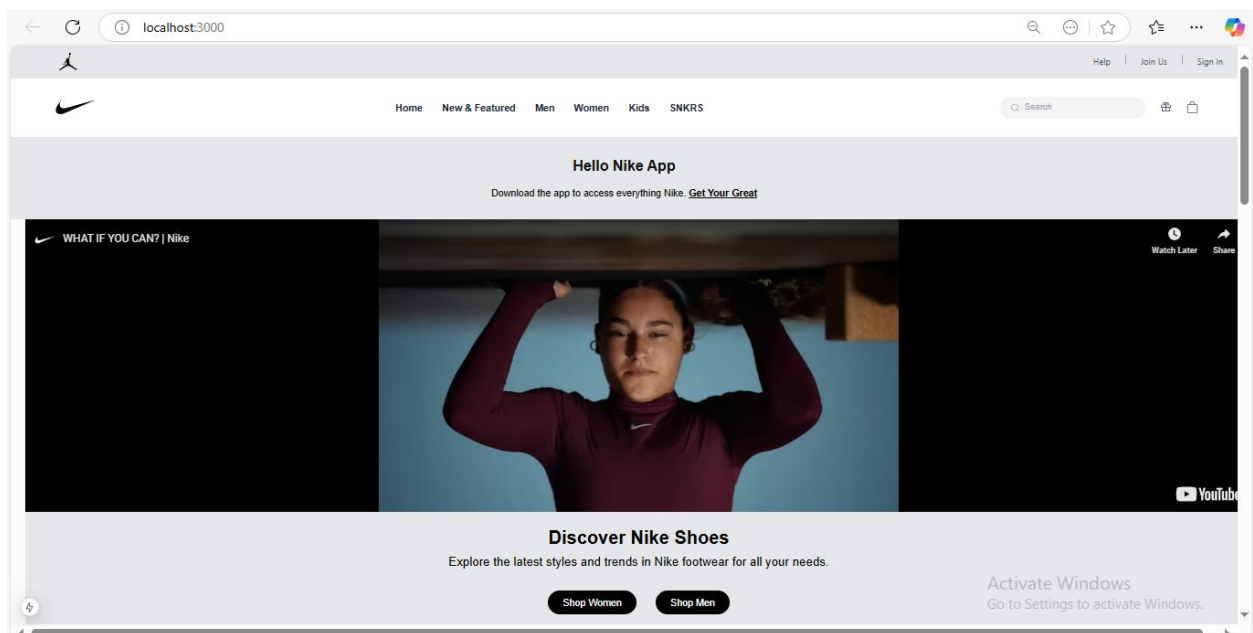 localhost:3000
Help | Join Us | Sign In
Home New & Featured Men Women Kids SNKRS
Search
Hello Nike App
Download the app to access everything Nike. Get Your Great
WHAT IF YOU CAN? | Nike
Watch Later Share
YouTube
Discover Nike Shoes
Explore the latest styles and trends in Nike footwear for all your needs.
Shop Women Shop Men
Activate Windows
Go to Settings to activate Windows.